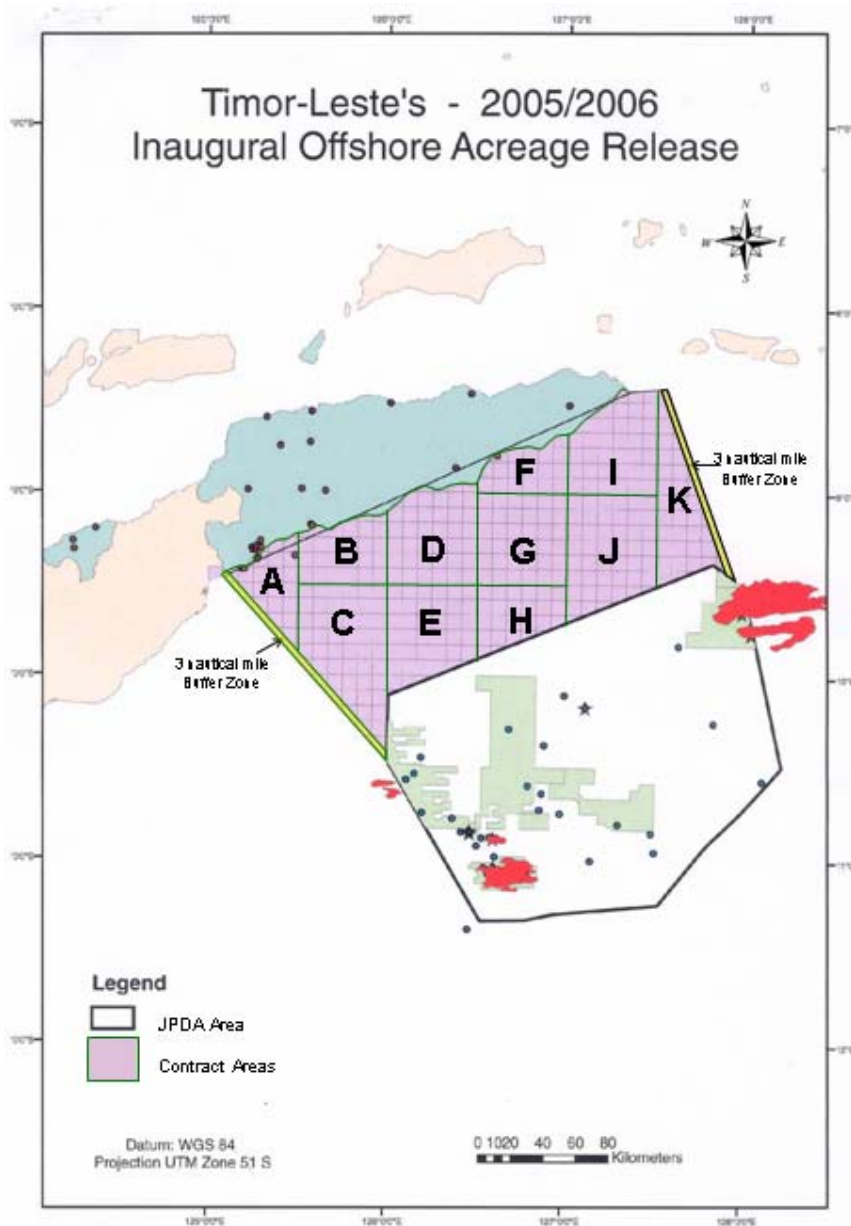 Timor-Leste's - 2005/2006
Inaugural Offshore Acreage Release
N
W E
S
3 nautical mile
Buffer Zone
F
I
K
B
D
G
J
A
C
E
H
3 nautical mile
Buffer Zone
Legend
JPDA Area
Contract Areas
Datum: WGS 84
Projection UTM Zone 51 S
0 10 20 40 60 80
Kilometers